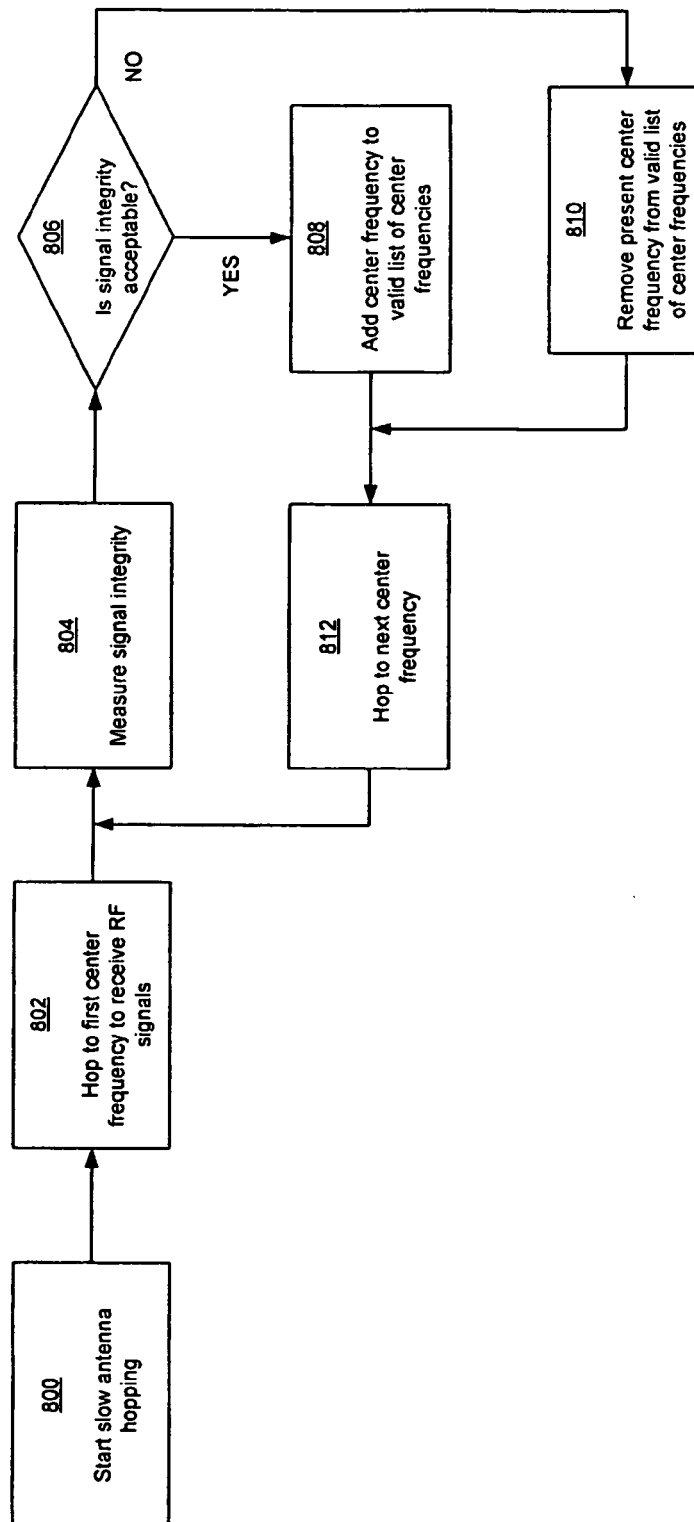 800
Start slow antenna
hopping
802
Hop to first center
frequency to receive RF
signals
804
Measure signal integrity
806
Is signal integrity
acceptable?
NO
YES
808
Add center frequency to
valid list of center
frequencies
810
Remove present center
frequency from valid list
of center frequencies
812
Hop to next center
frequency